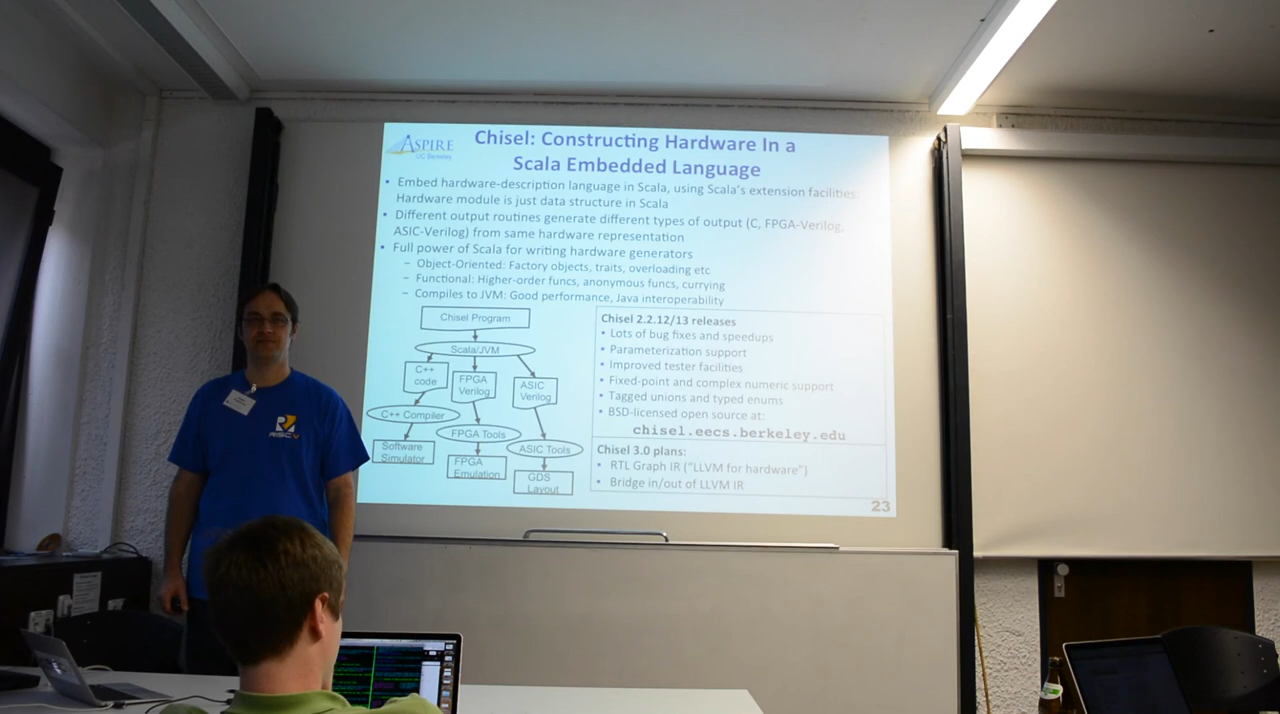 ASPIRE
UC Berkeley
Chisel: Constructing Hardware In a
Scala Embedded Language
• Embed hardware-description language in Scala, using Scala's extension facilities:
Hardware module is just data structure in Scala
• Different output routines generate different types of output (C, FPGA-Verilog,
ASIC-Verilog) from same hardware representation
• Full power of Scala for writing hardware generators
– Object-Oriented: Factory objects, traits, overloading etc
– Functional: Higher-order funcs, anonymous funcs, currying
– Compiles to JVM: Good performance, Java interoperability
Chisel Program
Scala/JVM
C++
code
FPGA
Verilog
ASIC
Verilog
C++ Compiler
FPGA Tools
ASIC Tools
Software
Simulator
FPGA
Emulation
GDS
Layout
Chisel 2.2.12/13 releases
• Lots of bug fixes and speedups
• Parameterization support
• Improved tester facilities
• Fixed-point and complex numeric support
• Tagged unions and typed enums
• BSD-licensed open source at:
chisel.eecs.berkeley.edu
Chisel 3.0 plans:
• RTL Graph IR ("LLVM for hardware")
• Bridge in/out of LLVM IR
23
RISC-V